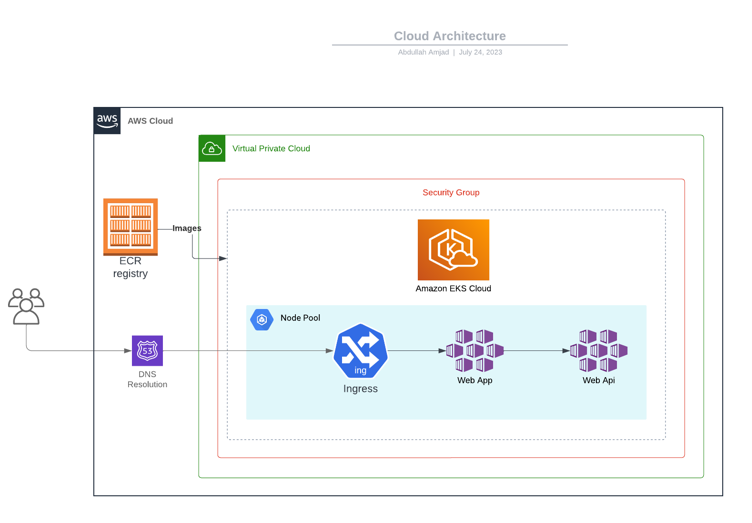 Cloud Architecture
Abdullah Amjad | July 24, 2023
aws
AWS Cloud
Virtual Private Cloud
Security Group
Images
ECR
registry
K
Amazon EKS Cloud
Node Pool
53
ing
DNS
Resolution
Ingress
Web App
Web Api